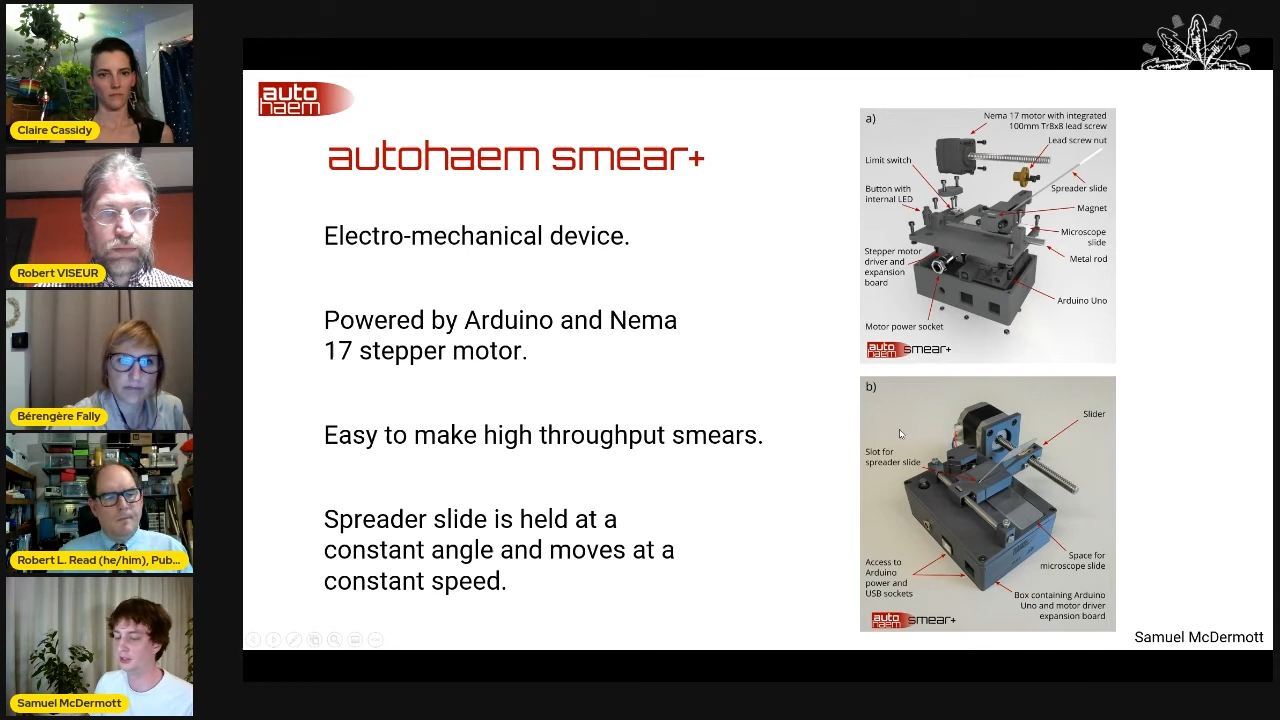 Claire Cassidy
Robert VISEUR
Bérengère Fally
Robert L. Read (he/him), Pub...
Samuel McDermott
auto
haem
autohaem smear+
Electro-mechanical device.
Powered by Arduino and Nema
17 stepper motor.
Easy to make high throughput smears.
Spreader slide is held at a
constant angle and moves at a
constant speed.
a)
Nema 17 motor with integrated
100mm Tr8x8 lead screw
Lead screw nut
Limit switch
Spreader slide
Button with
internal LED
Magnet
Microscope
slide
Metal rod
Stepper motor
driver and
expansion
board
Arduino Uno
Motor power socket
auto
haem
smear+
b)
Slider
Slot for
spreader slide
Space for
microscope slide
Access to
Arduino
power and
USB sockets
Box containing Arduino
Uno and motor driver
expansion board
auto
haem
smear+
Samuel McDermott